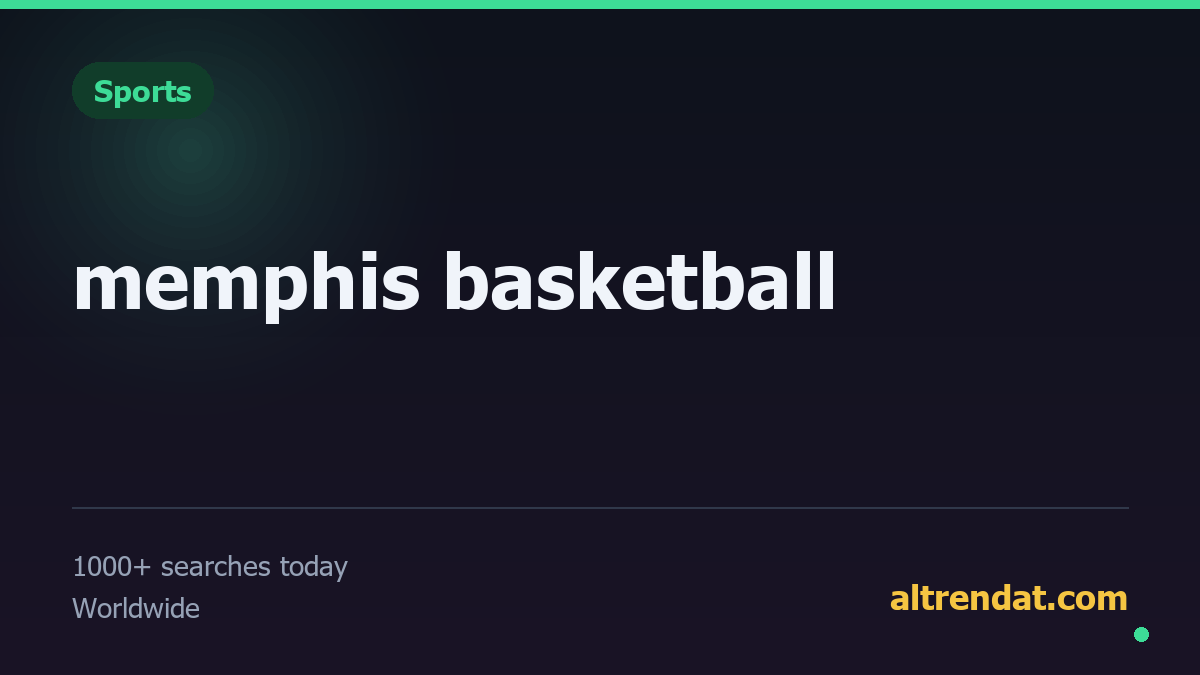 Sports
memphis basketball
1000+ searches today
Worldwide
altrendat.com